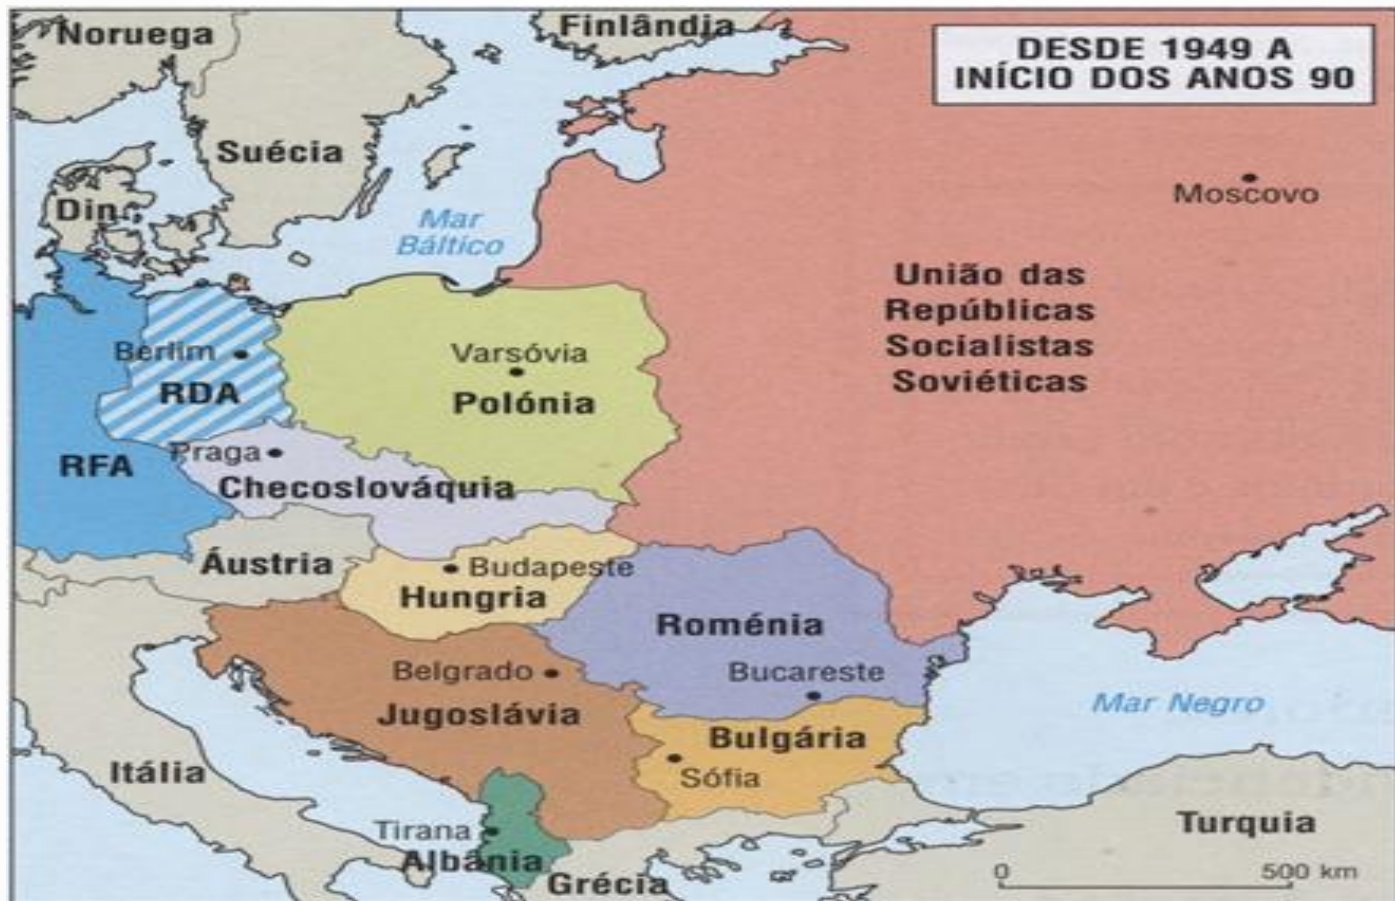 Noruega
Finlândia
DESDE 1949 A
INÍCIO DOS ANOS 90
Suécia
Moscovo
Din.
Mar
Báltico
União das
Repúblicas
Socialistas
Soviéticas
Berlim
Varsóvia
RDA
Polónia
Praga
RFA
Checoslováquia
Áustria
Budapeste
Hungria
Roménia
Belgrado
Bucareste
Jugoslávia
Mar Negro
Bulgária
Itália
Sófia
Tirana
Turquia
Albânia
Grécia
0 500 km